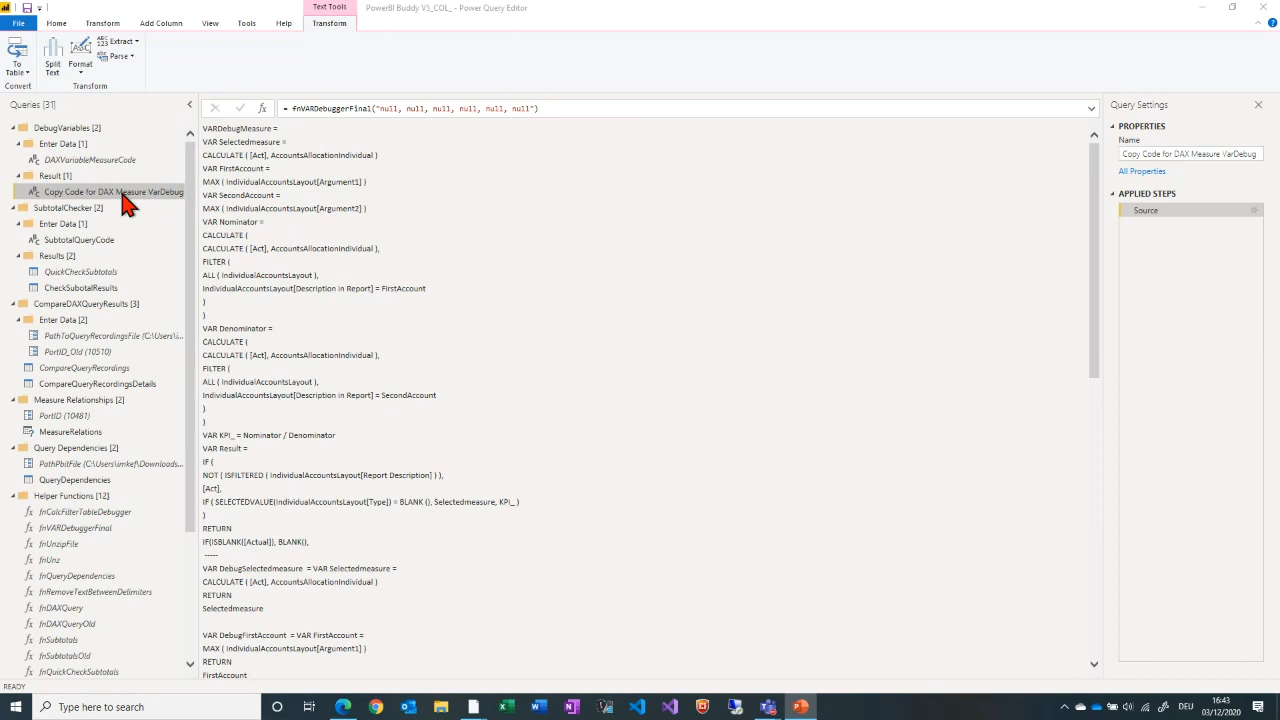 Text Tools
PowerBI Buddy V5_COL_ - Power Query Editor
File
Home
Transform
Add Column
View
Tools
Help
Transform
To
Table
Convert
Split
Text
Format
ABC
123 Extract
abc
Parse
Transform
Queries [31]
DebugVariables [2]
Enter Data [1]
DAXVariableMeasureCode
Result [1]
Copy Code for DAX Measure VarDebug
SubtotalChecker [2]
Enter Data [1]
SubtotalQueryCode
Results [2]
QuickCheckSubtotals
CheckSubotalResults
CompareDAXQueryResults [3]
Enter Data [2]
PathToQueryRecordingsFile (C:\Users\i...
PortID_Old (10510)
CompareQueryRecordings
CompareQueryRecordingsDetails
Measure Relationships [2]
PortID (10481)
MeasureRelations
Query Dependencies [2]
PathPbitFile (C:\Users\imkef\Downloads...
QueryDependencies
Helper Functions [12]
fnCalcFilterTableDebugger
fnVARDebuggerFinal
fnUnzipFile
fnUnz
fnQueryDependencies
fnRemoveTextBetweenDelimiters
fnDAXQuery
fnDAXQueryOld
fnSubtotals
fnSubtotalsOld
fnQuickCheckSubtotals
= fnVARDebuggerFinal("null, null, null, null, null, null")
VARDebugMeasure =
VAR Selectedmeasure =
CALCULATE ( [Act], AccountsAllocationIndividual )
VAR FirstAccount =
MAX ( IndividualAccountsLayout[Argument1] )
VAR SecondAccount =
MAX ( IndividualAccountsLayout[Argument2] )
VAR Nominator =
CALCULATE (
CALCULATE ( [Act], AccountsAllocationIndividual ),
FILTER (
ALL ( IndividualAccountsLayout ),
IndividualAccountsLayout[Description in Report] = FirstAccount
)
)
VAR Denominator =
CALCULATE (
CALCULATE ( [Act], AccountsAllocationIndividual ),
FILTER (
ALL ( IndividualAccountsLayout ),
IndividualAccountsLayout[Description in Report] = SecondAccount
)
)
VAR KPI_ = Nominator / Denominator
VAR Result =
IF (
NOT ( ISFILTERED ( IndividualAccountsLayout[Report Description] ) ),
[Act],
IF ( SELECTEDVALUE(IndividualAccountsLayout[Type]) = BLANK (), Selectedmeasure, KPI_ )
)
RETURN
IF(ISBLANK([Actual]), BLANK(),
-----
VAR DebugSelectedmeasure = VAR Selectedmeasure =
CALCULATE ( [Act], AccountsAllocationIndividual )
RETURN
Selectedmeasure
VAR DebugFirstAccount = VAR FirstAccount =
MAX ( IndividualAccountsLayout[Argument1] )
RETURN
FirstAccount
Query Settings
PROPERTIES
Name
Copy Code for DAX Measure VarDebug
All Properties
APPLIED STEPS
Source
READY
Type here to search
DEU
16:43
03/12/2020